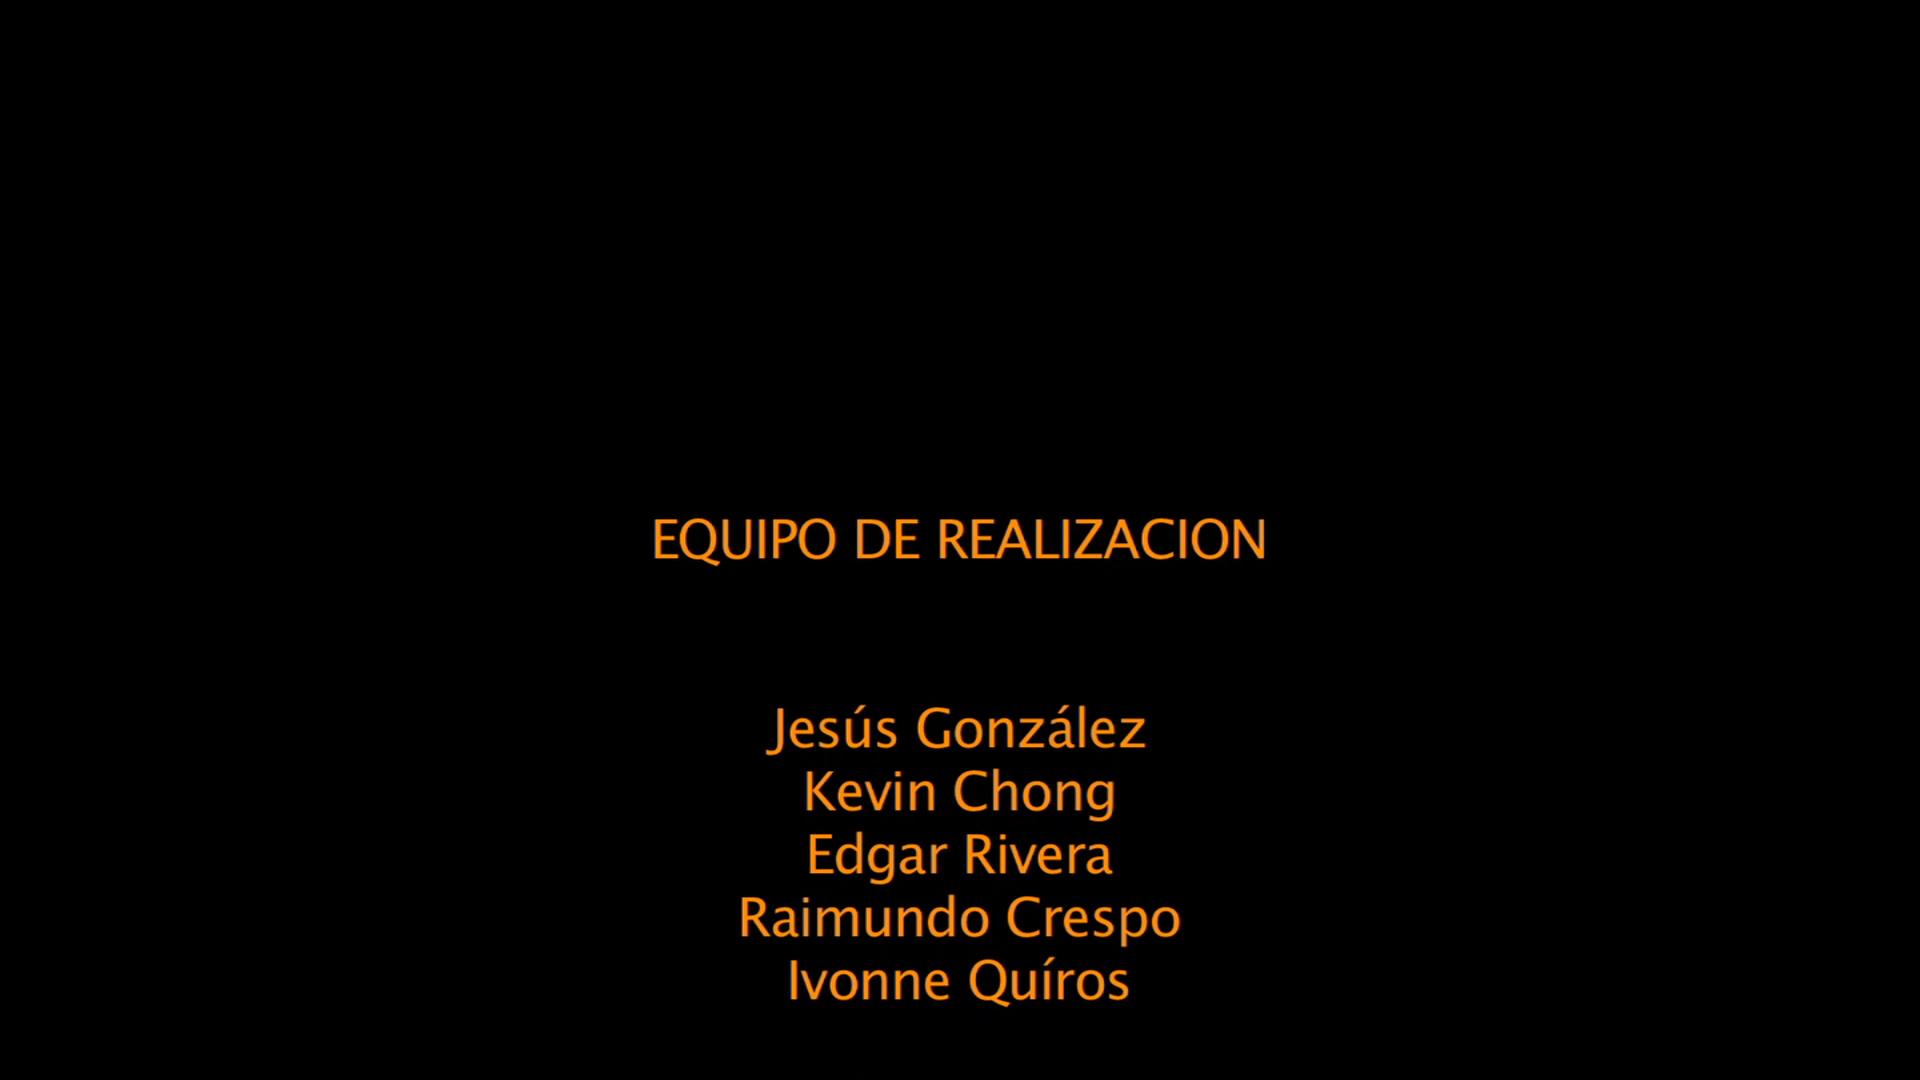 EQUIPO DE REALIZACION
Jesús González
Kevin Chong
Edgar Rivera
Raimundo Crespo
Ivonne Quíros